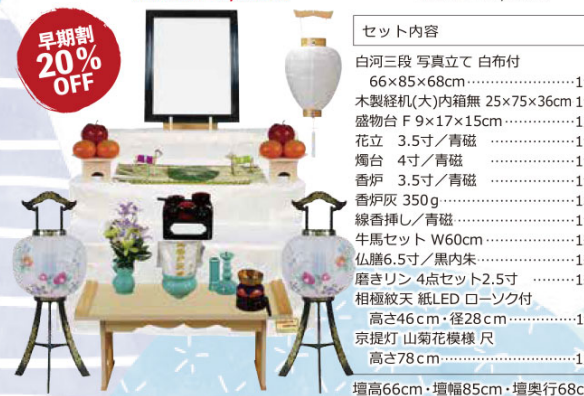 早期割
20%
OFF
セット内容
白河三段 写真立て 白布付
66×85×68cm…………………1
木製経机(大)内箱無 25×75×36cm 1
盛物台 F 9×17×15cm…………1
花立 3.5寸／青磁 ……………1
燭台 4寸／青磁 ………………1
香炉 3.5寸／青磁 ……………1
香炉灰 350g……………………1
線香挿し／青磁…………………1
牛馬セット W60cm……………1
仏膳6.5寸／黒内朱……………1
磨きリン 4点セット2.5寸 ……1
相極紋天 紙LED ローソク付
高さ46cm・径28cm……………1
京提灯 山菊花模様 尺
高さ78cm………………………1
壇高66cm・壇幅85cm・壇奥行68c